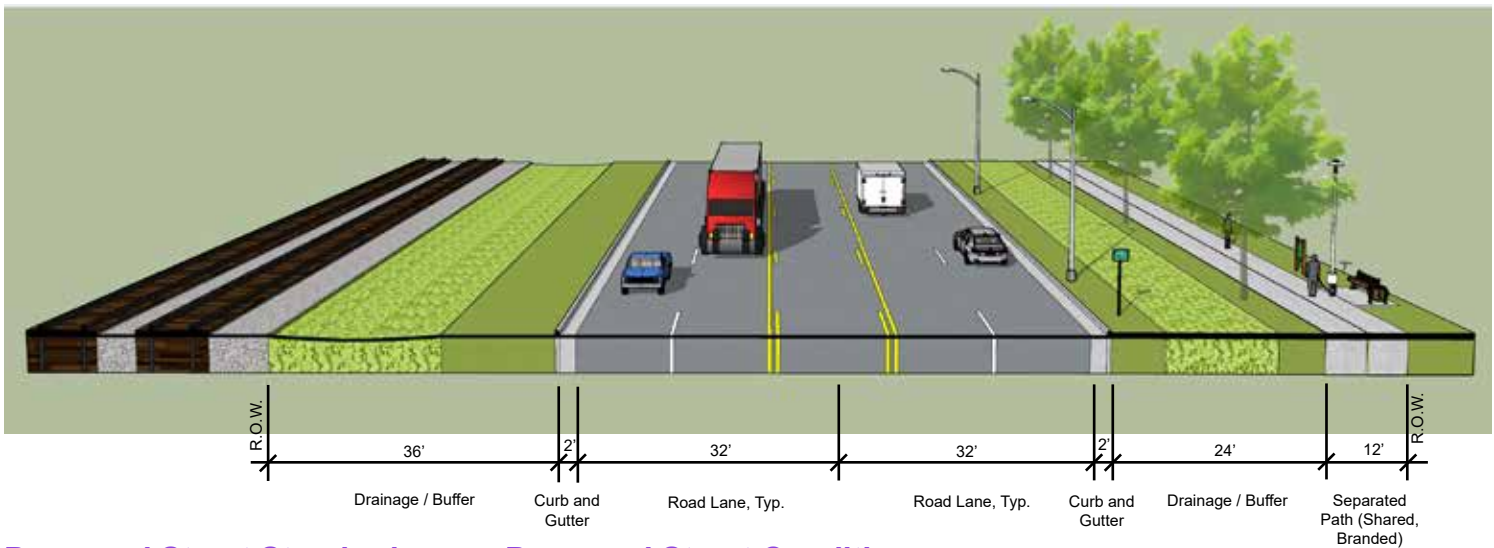 R.O.W.
36’
2’
32’
32’
2’
24’
12’
R.O.W.
Drainage / Buffer
Curb and
Gutter
Road Lane, Typ.
Road Lane, Typ.
Curb and
Gutter
Drainage / Buffer
Separated
Path (Shared,
Branded)